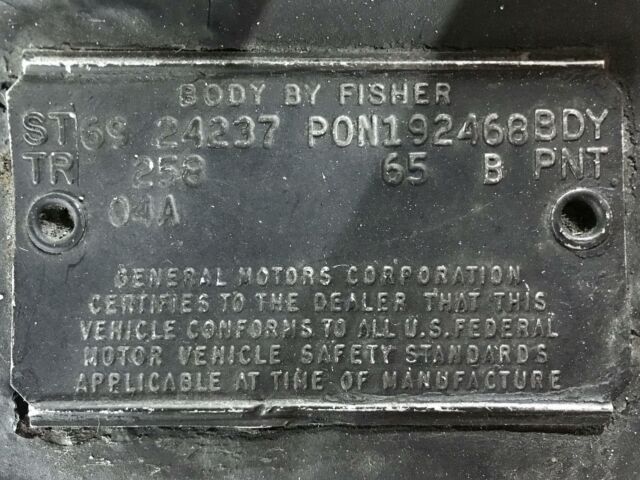 BODY BY FISHER
ST 69 24237 PON192468 BDY
TR 258 65 B PNT
04A
GENERAL MOTORS CORPORATION
CERTIFIES TO THE DEALER THAT THIS
VEHICLE CONFORMS TO ALL U.S. FEDERAL
MOTOR VEHICLE SAFETY STANDARDS
APPLICABLE AT TIME OF MANUFACTURE